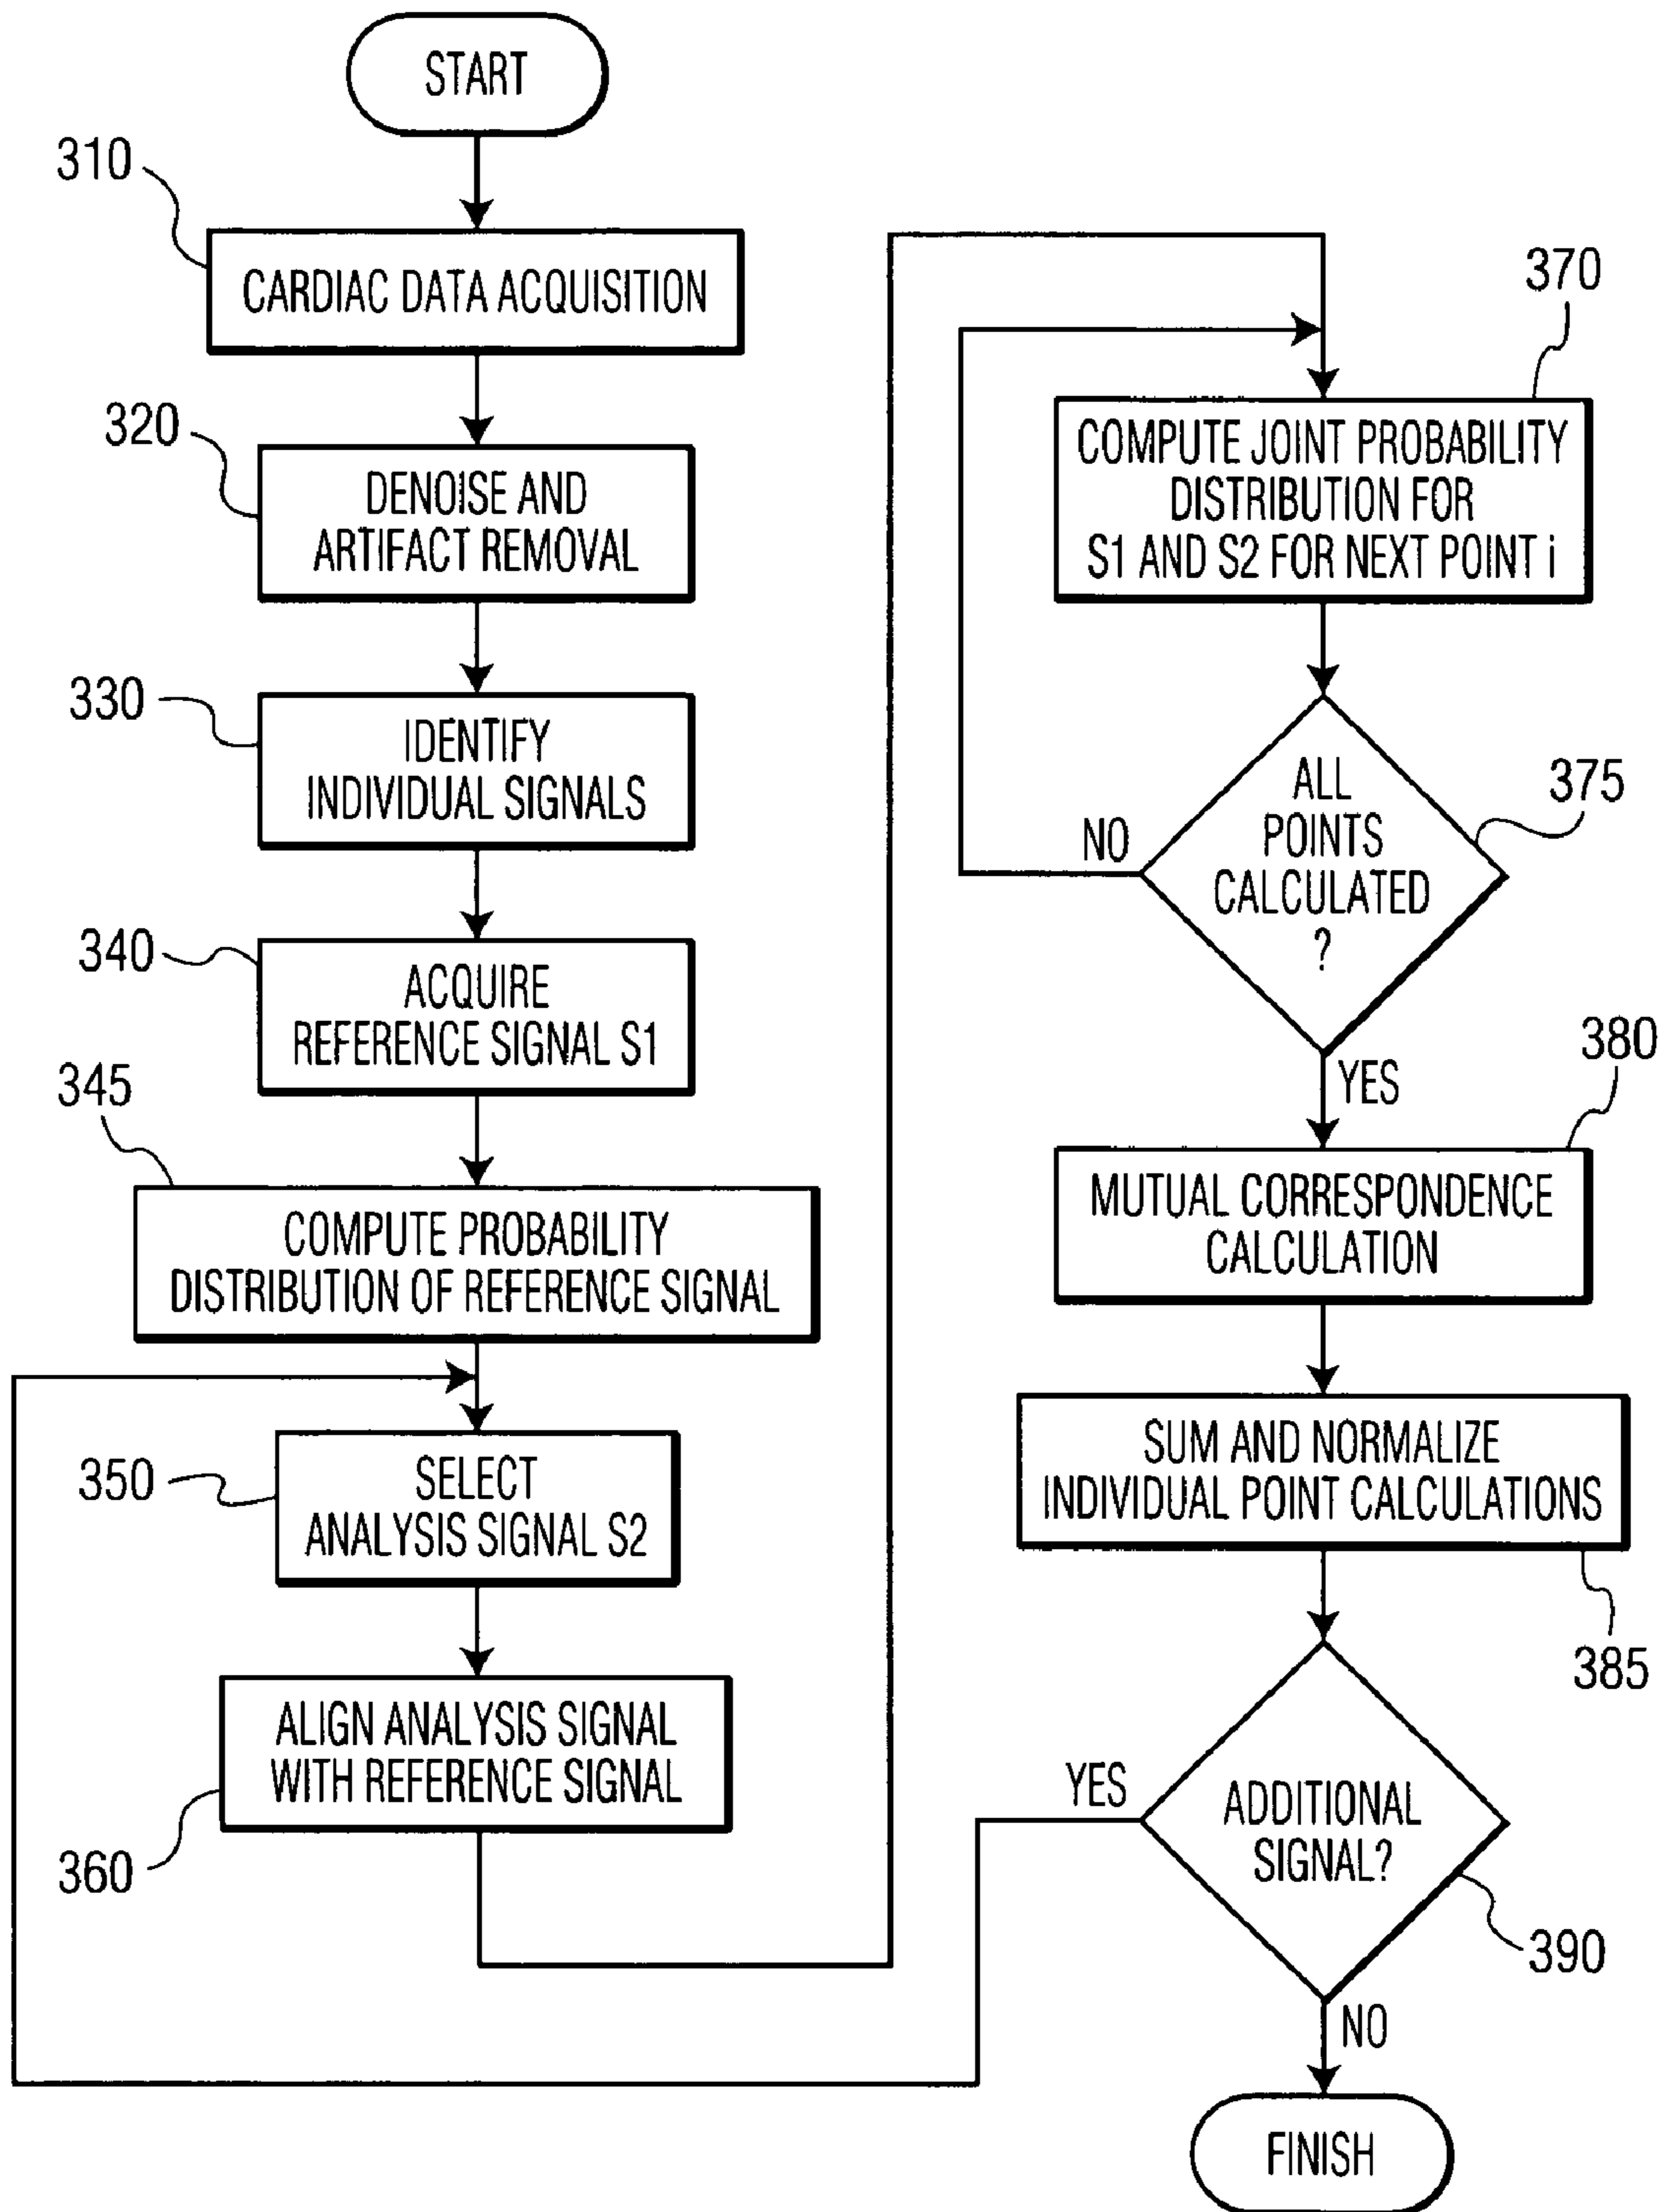 START
310
CARDIAC DATA ACQUISITION
320
DENOISE AND
ARTIFACT REMOVAL
330
IDENTIFY
INDIVIDUAL SIGNALS
340
ACQUIRE
REFERENCE SIGNAL S1
345
COMPUTE PROBABILITY
DISTRIBUTION OF REFERENCE SIGNAL
350
SELECT
ANALYSIS SIGNAL S2
ALIGN ANALYSIS SIGNAL
WITH REFERENCE SIGNAL
360
370
COMPUTE JOINT PROBABILITY
DISTRIBUTION FOR
S1 AND S2 FOR NEXT POINT i
375
ALL
POINTS
CALCULATED
?
NO
YES
380
MUTUAL CORRESPONDENCE
CALCULATION
SUM AND NORMALIZE
INDIVIDUAL POINT CALCULATIONS
385
YES
ADDITIONAL
SIGNAL?
390
NO
FINISH